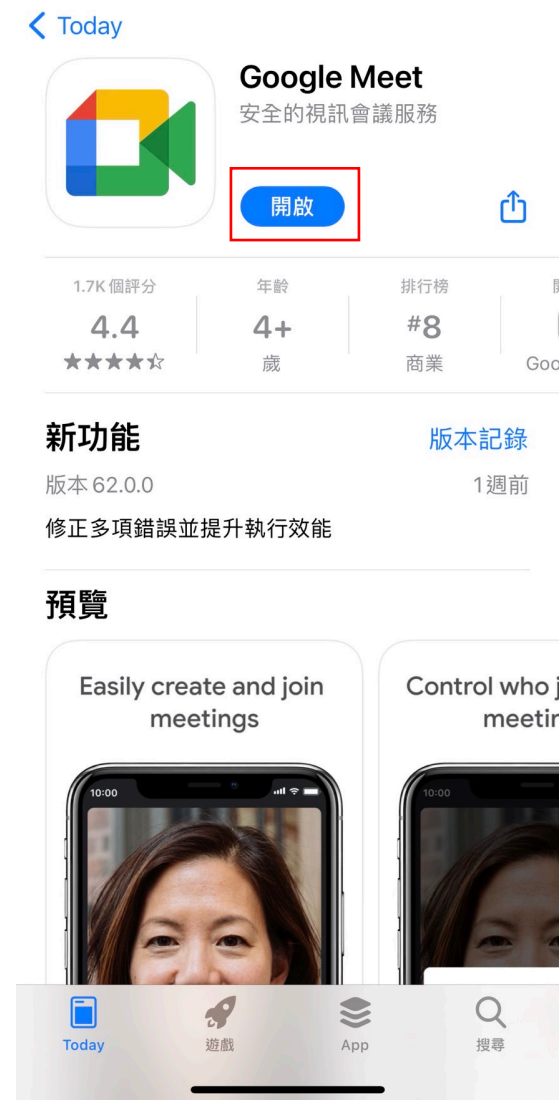 Today
Google Meet
安全的視訊會議服務
開啟
1.7K 個評分
年齡
排行榜
4.4
4+
#8
★★★★☆
歲
商業
新功能
版本記錄
版本 62.0.0
1 週前
修正多項錯誤並提升執行效能
預覽
Easily create and join
meetings
Control who
10:00
10:00
Today
遊戲
App
搜尋